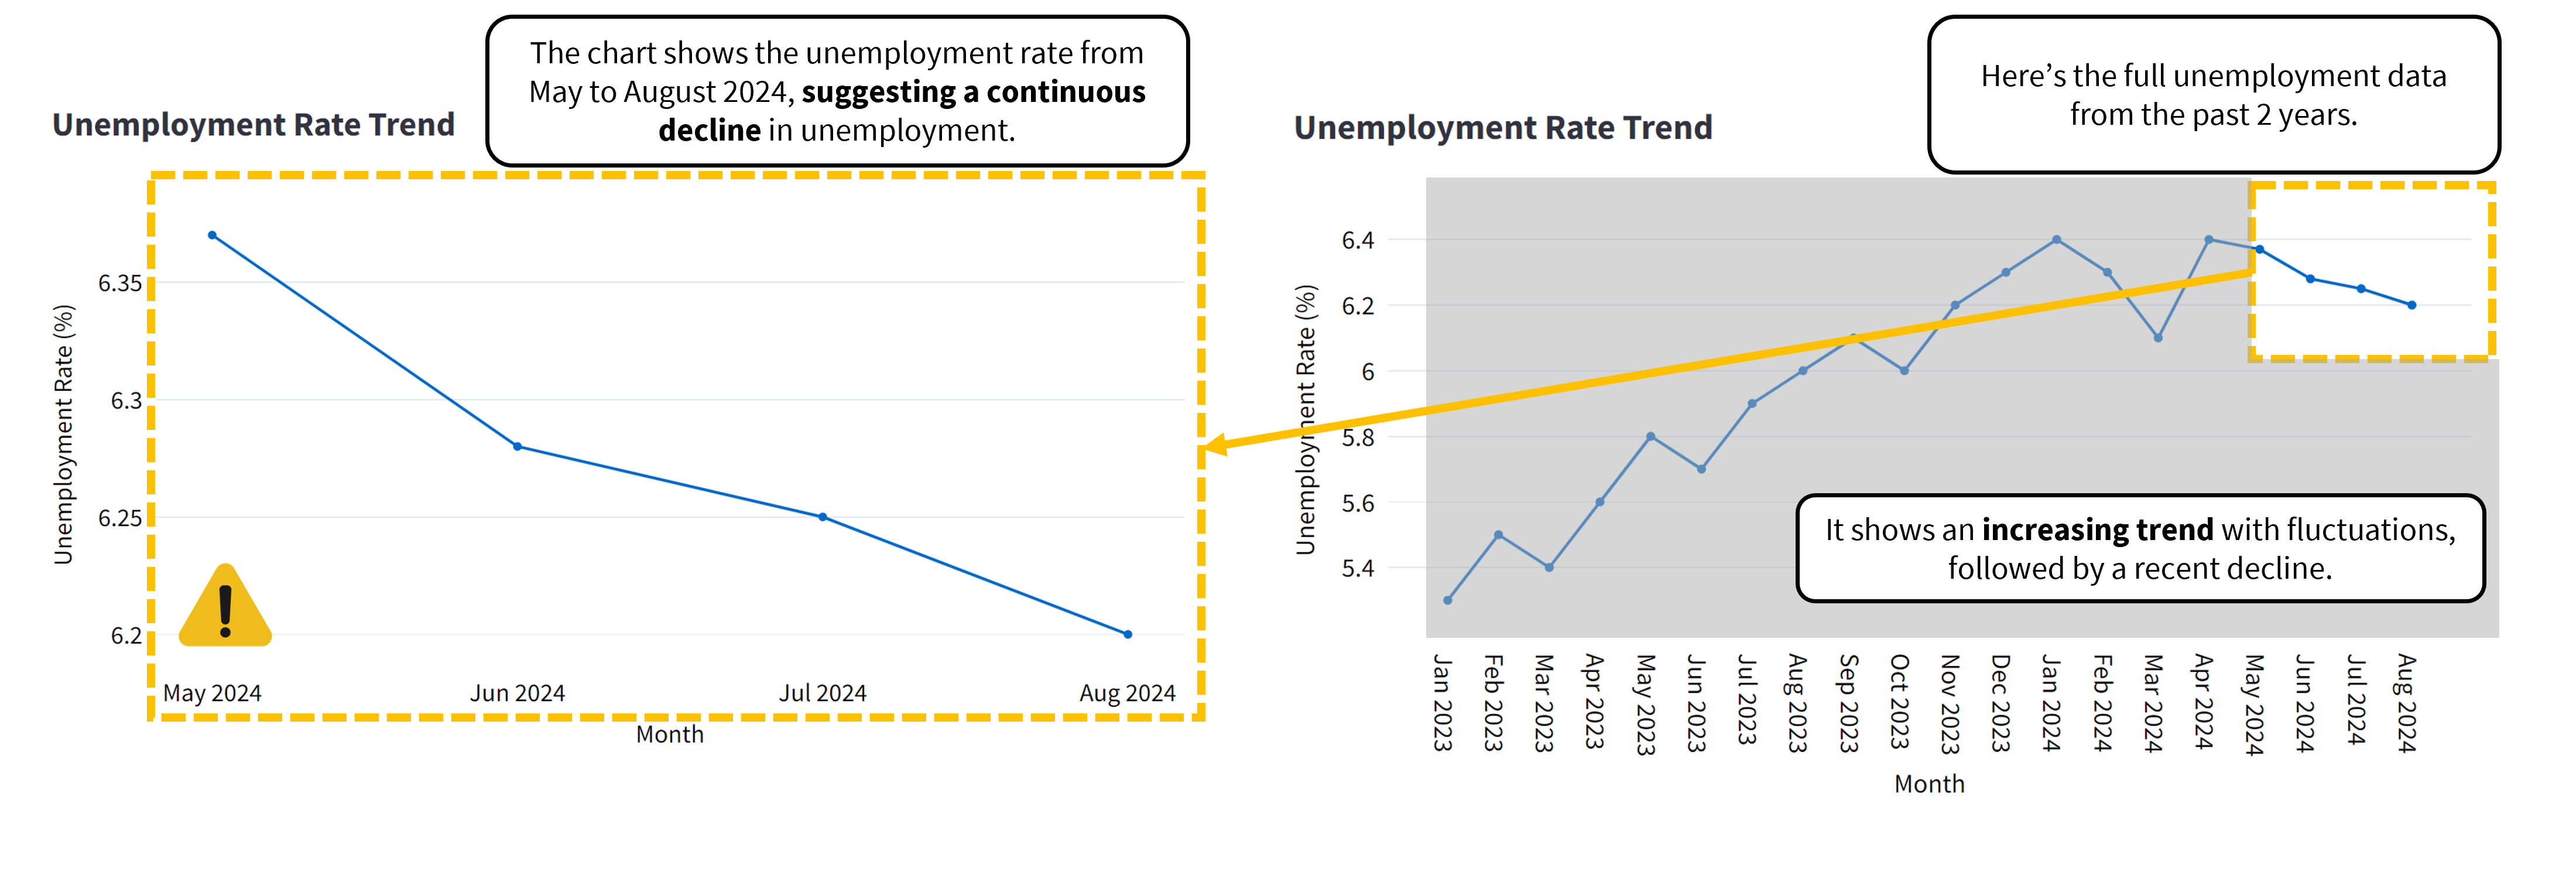 The chart shows the unemployment rate from
May to August 2024, suggesting a continuous
decline in unemployment.
Unemployment Rate Trend
Unemployment Rate (%)
6.35
6.3
6.25
6.2
May 2024
Jun 2024
Jul 2024
Aug 2024
Month
Here’s the full unemployment data
from the past 2 years.
Unemployment Rate Trend
Unemployment Rate (%)
6.4
6.2
6
5.8
5.6
5.4
It shows an increasing trend with fluctuations,
followed by a recent decline.
Jan 2023
Feb 2023
Mar 2023
Apr 2023
May 2023
Jun 2023
Jul 2023
Aug 2023
Sep 2023
Oct 2023
Nov 2023
Dec 2023
Jan 2024
Feb 2024
Mar 2024
Apr 2024
May 2024
Jun 2024
Jul 2024
Aug 2024
Month